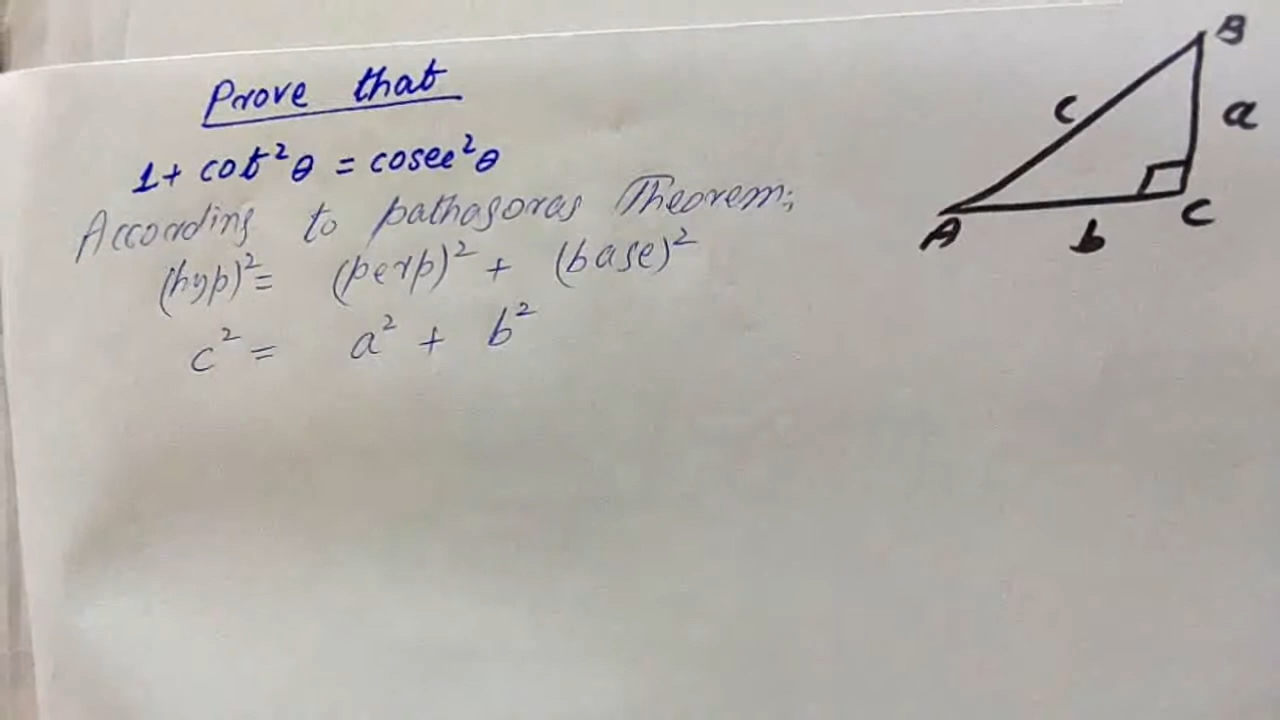 Prove that
1 + cot²θ = cosec²θ
According to pathagoras Theorem;
(hyp)² = (perp)² + (base)²
c² = a² + b²
B
c
a
A
b
C